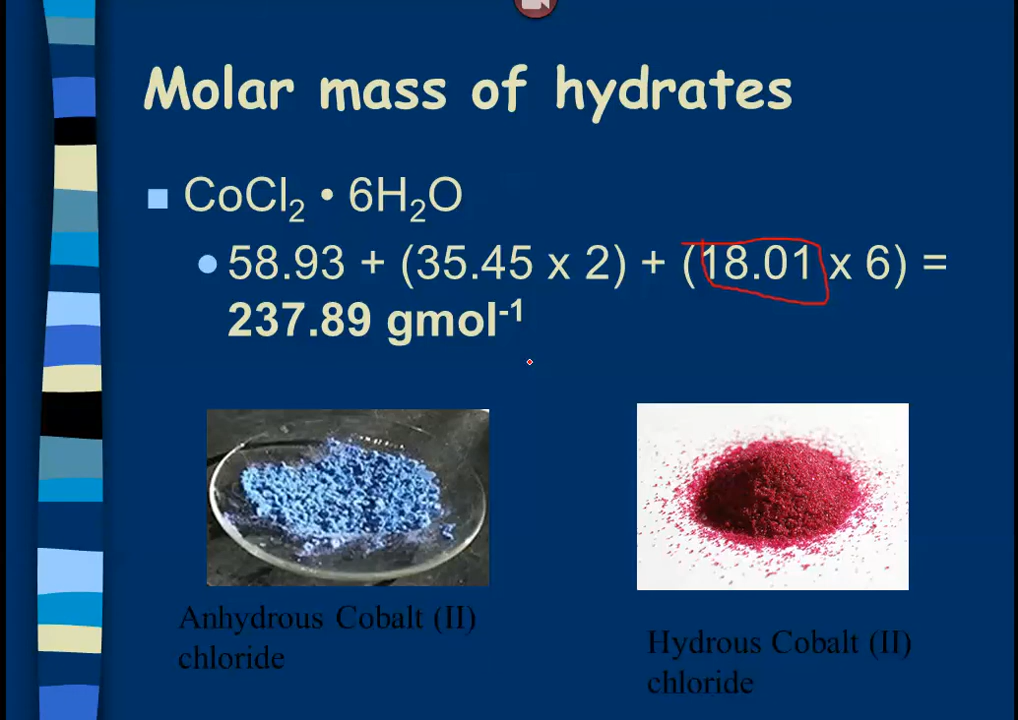 Molar mass of hydrates
CoCl₂ • 6H₂O
58.93 + (35.45 x 2) + (18.01 x 6) =
237.89 gmol⁻¹
Anhydrous Cobalt (II)
chloride
Hydrous Cobalt (II)
chloride